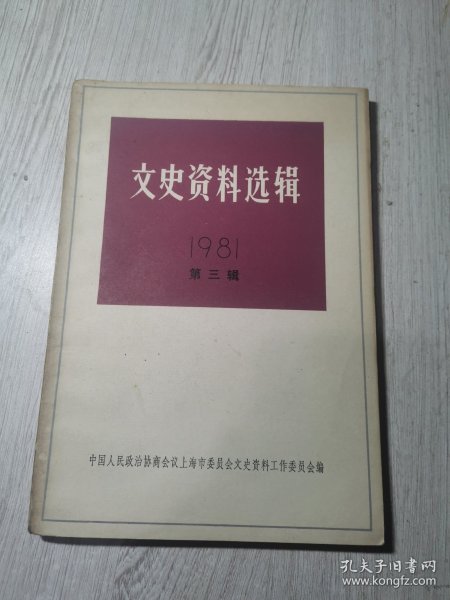 文史资料选辑
1981
第三辑
中国人民政治协商会议上海市委员会文史资料工作委员会编
孔夫子旧书网
www.kongfz.com